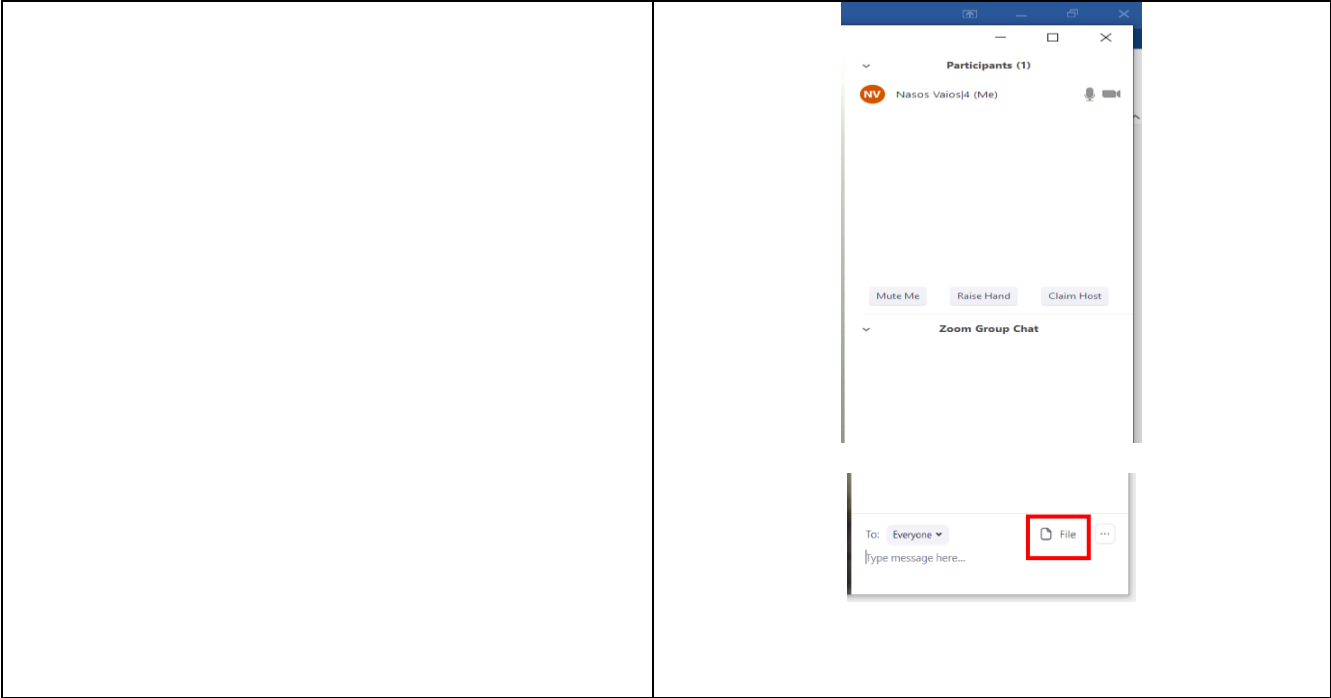 Participants (1)
NV Nasos Vaios|4 (Me)
Mute Me Raise Hand Claim Host
Zoom Group Chat
To: Everyone File ...
Type message here...